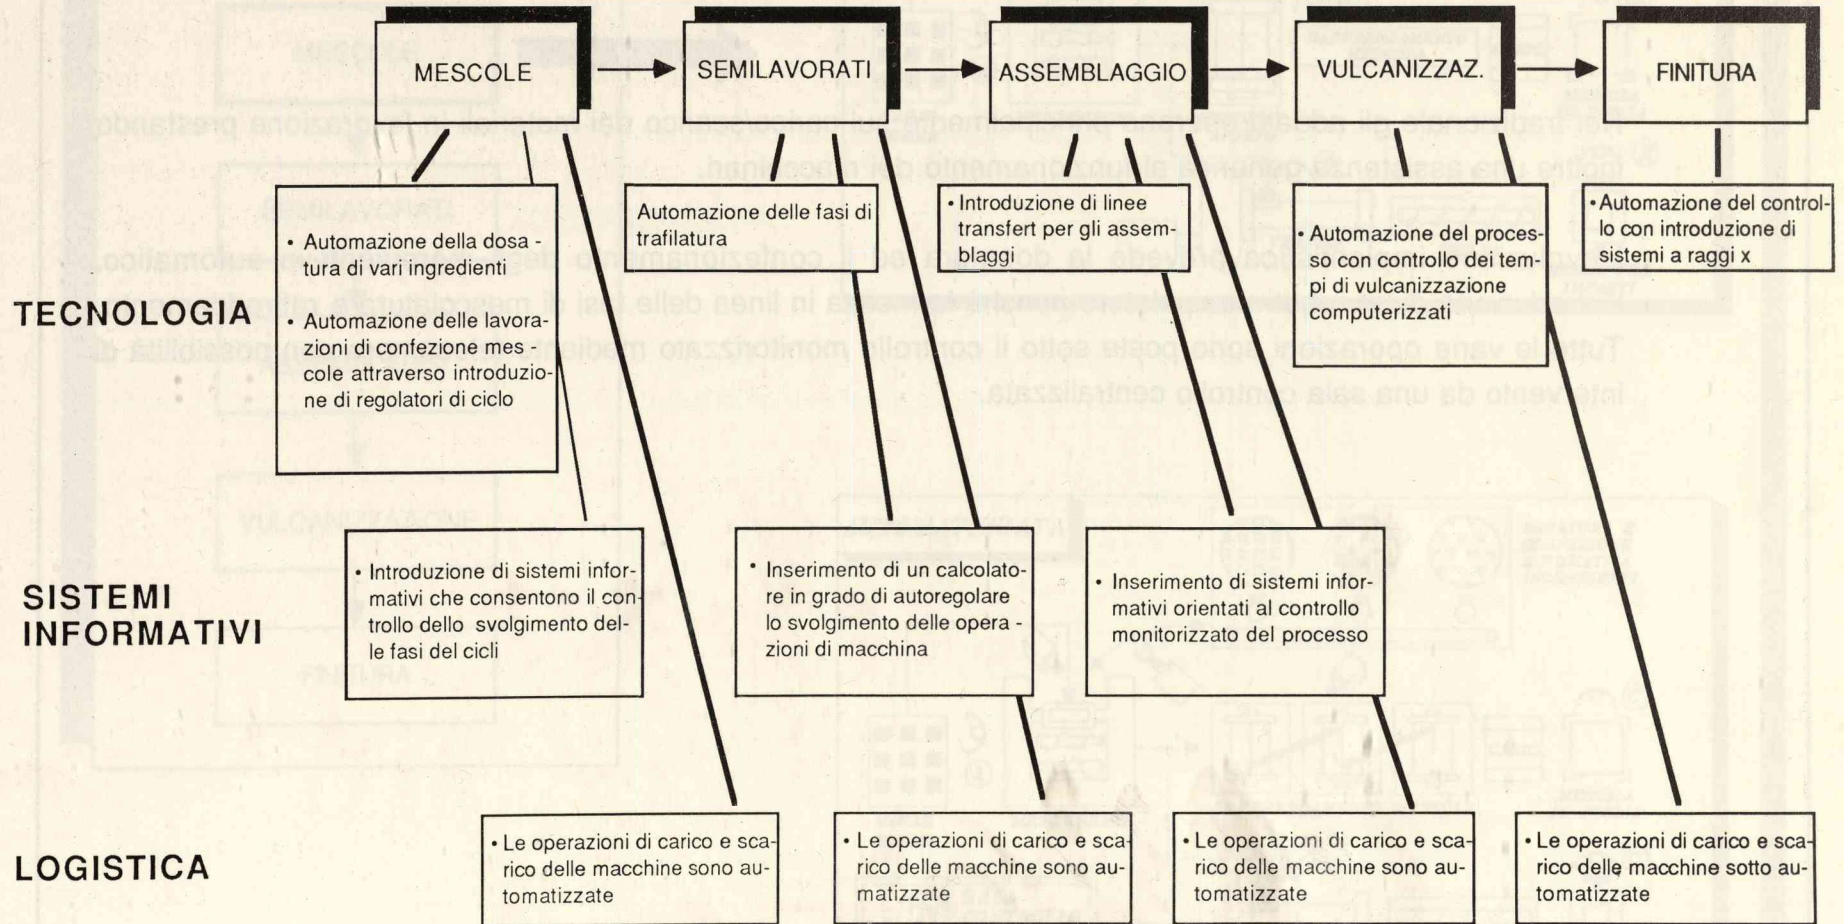 MESCOLE
SEMILAVORATI
ASSEMBLAGGIO
VULCANIZZAZ.
FINITURA
TECNOLOGIA
• Automazione della dosa -
tura di vari ingredienti
• Automazione delle lavora-
zioni di confezione mmes -
cole attraverso introduzio-
ne di regolatori di ciclo
Automazione delle fasi di
trafilatura
• Introduzione di linee
transfert per gli assem-
blaggi
• Automazione del proces-
so con controllo dei tem-
pi di vulcanizzazione
computerizzati
• Automazione del control-
lo con introduzione di
sistemi a raggi x
SISTEMI
INFORMATIVI
• Introduzione di sistemi infor-
mativi che consentono il con-
trollo dello svolgimento del-
le fasi del cicli
• Inserimento di un calcolato-
re in grado di autoregolare
lo svolgimento delle opera -
zioni di macchina
• Inserimento di sistemi infor-
mativi orientati al controllo
monitorizzato del processo
LOGISTICA
• Le operazioni di carico e sca-
rico delle macchine sono au-
tomatizzate
• Le operazioni di carico e sca-
rico delle macchine sono au-
matizzate
• Le operazioni di carico e sca-
rico delle macchine sono au-
tomatizzate
• Le operazioni di carico e sca-
rico delle macchine sotto au-
tomatizzate